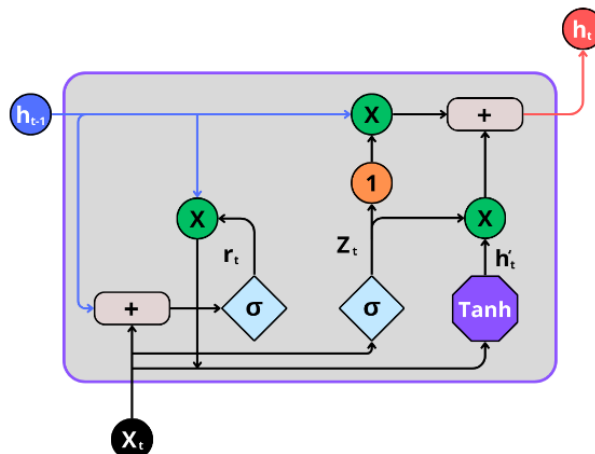 hₜ
hₜ₋₁
X
+
1
X
X
rₜ
Zₜ
h′ₜ
+
σ
σ
Tanh
Xₜ